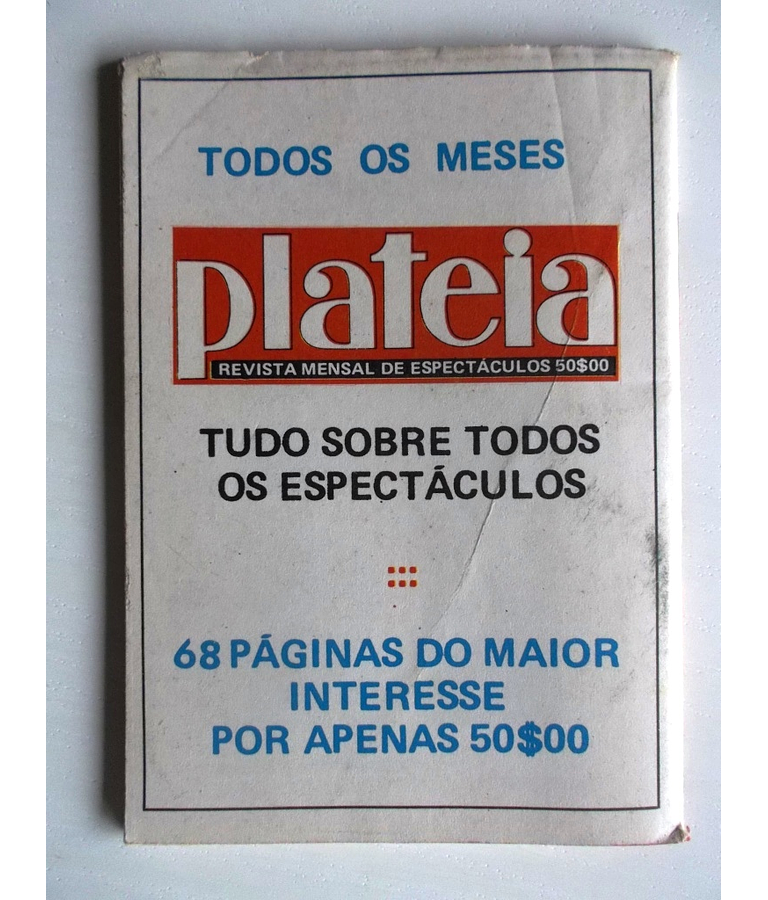 TODOS OS MESES
plateia
REVISTA MENSAL DE ESPECTÁCULOS 50$00
TUDO SOBRE TODOS
OS ESPECTÁCULOS
68 PÁGINAS DO MAIOR
INTERESSE
POR APENAS 50$00